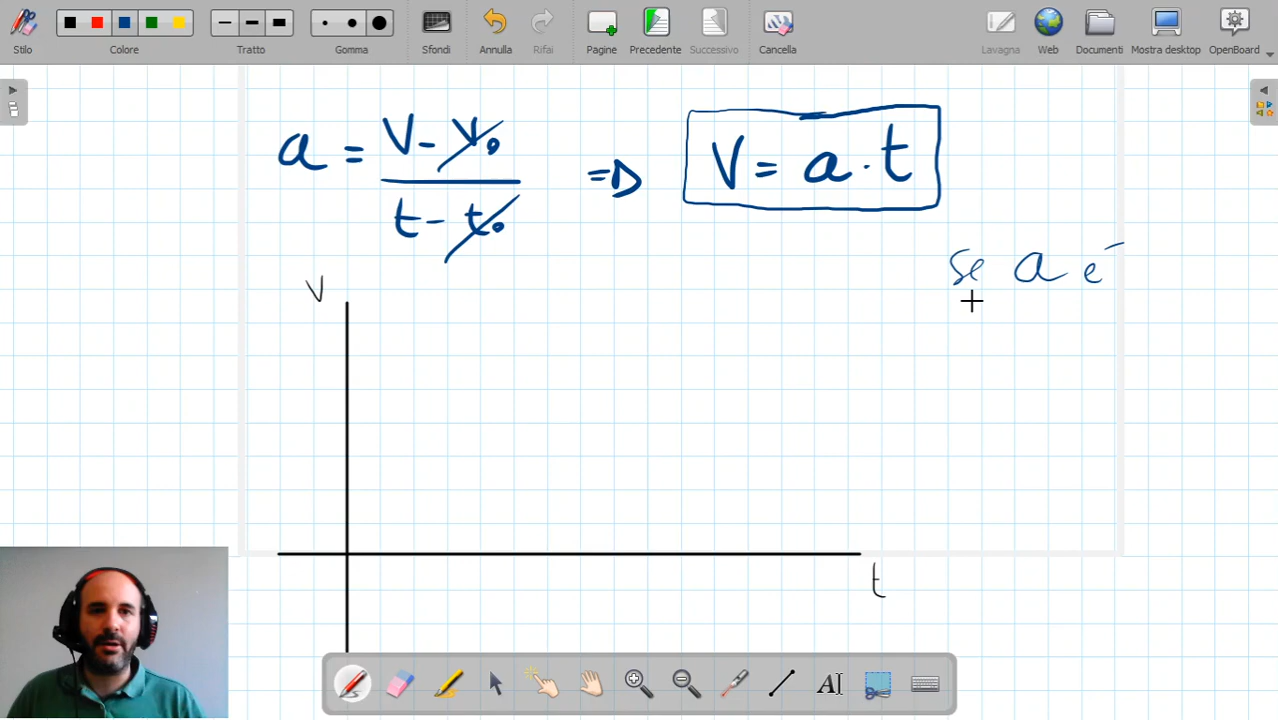 Stilo Colore Tratto Gomma Sfondi Annulla Rifai Pagine Precedente Successivo Cancella Lavagna Web Documenti Mostra desktop OpenBoard
a = V - v₀ / t - t₀ => V = a · t
se a e´
V
t
AI